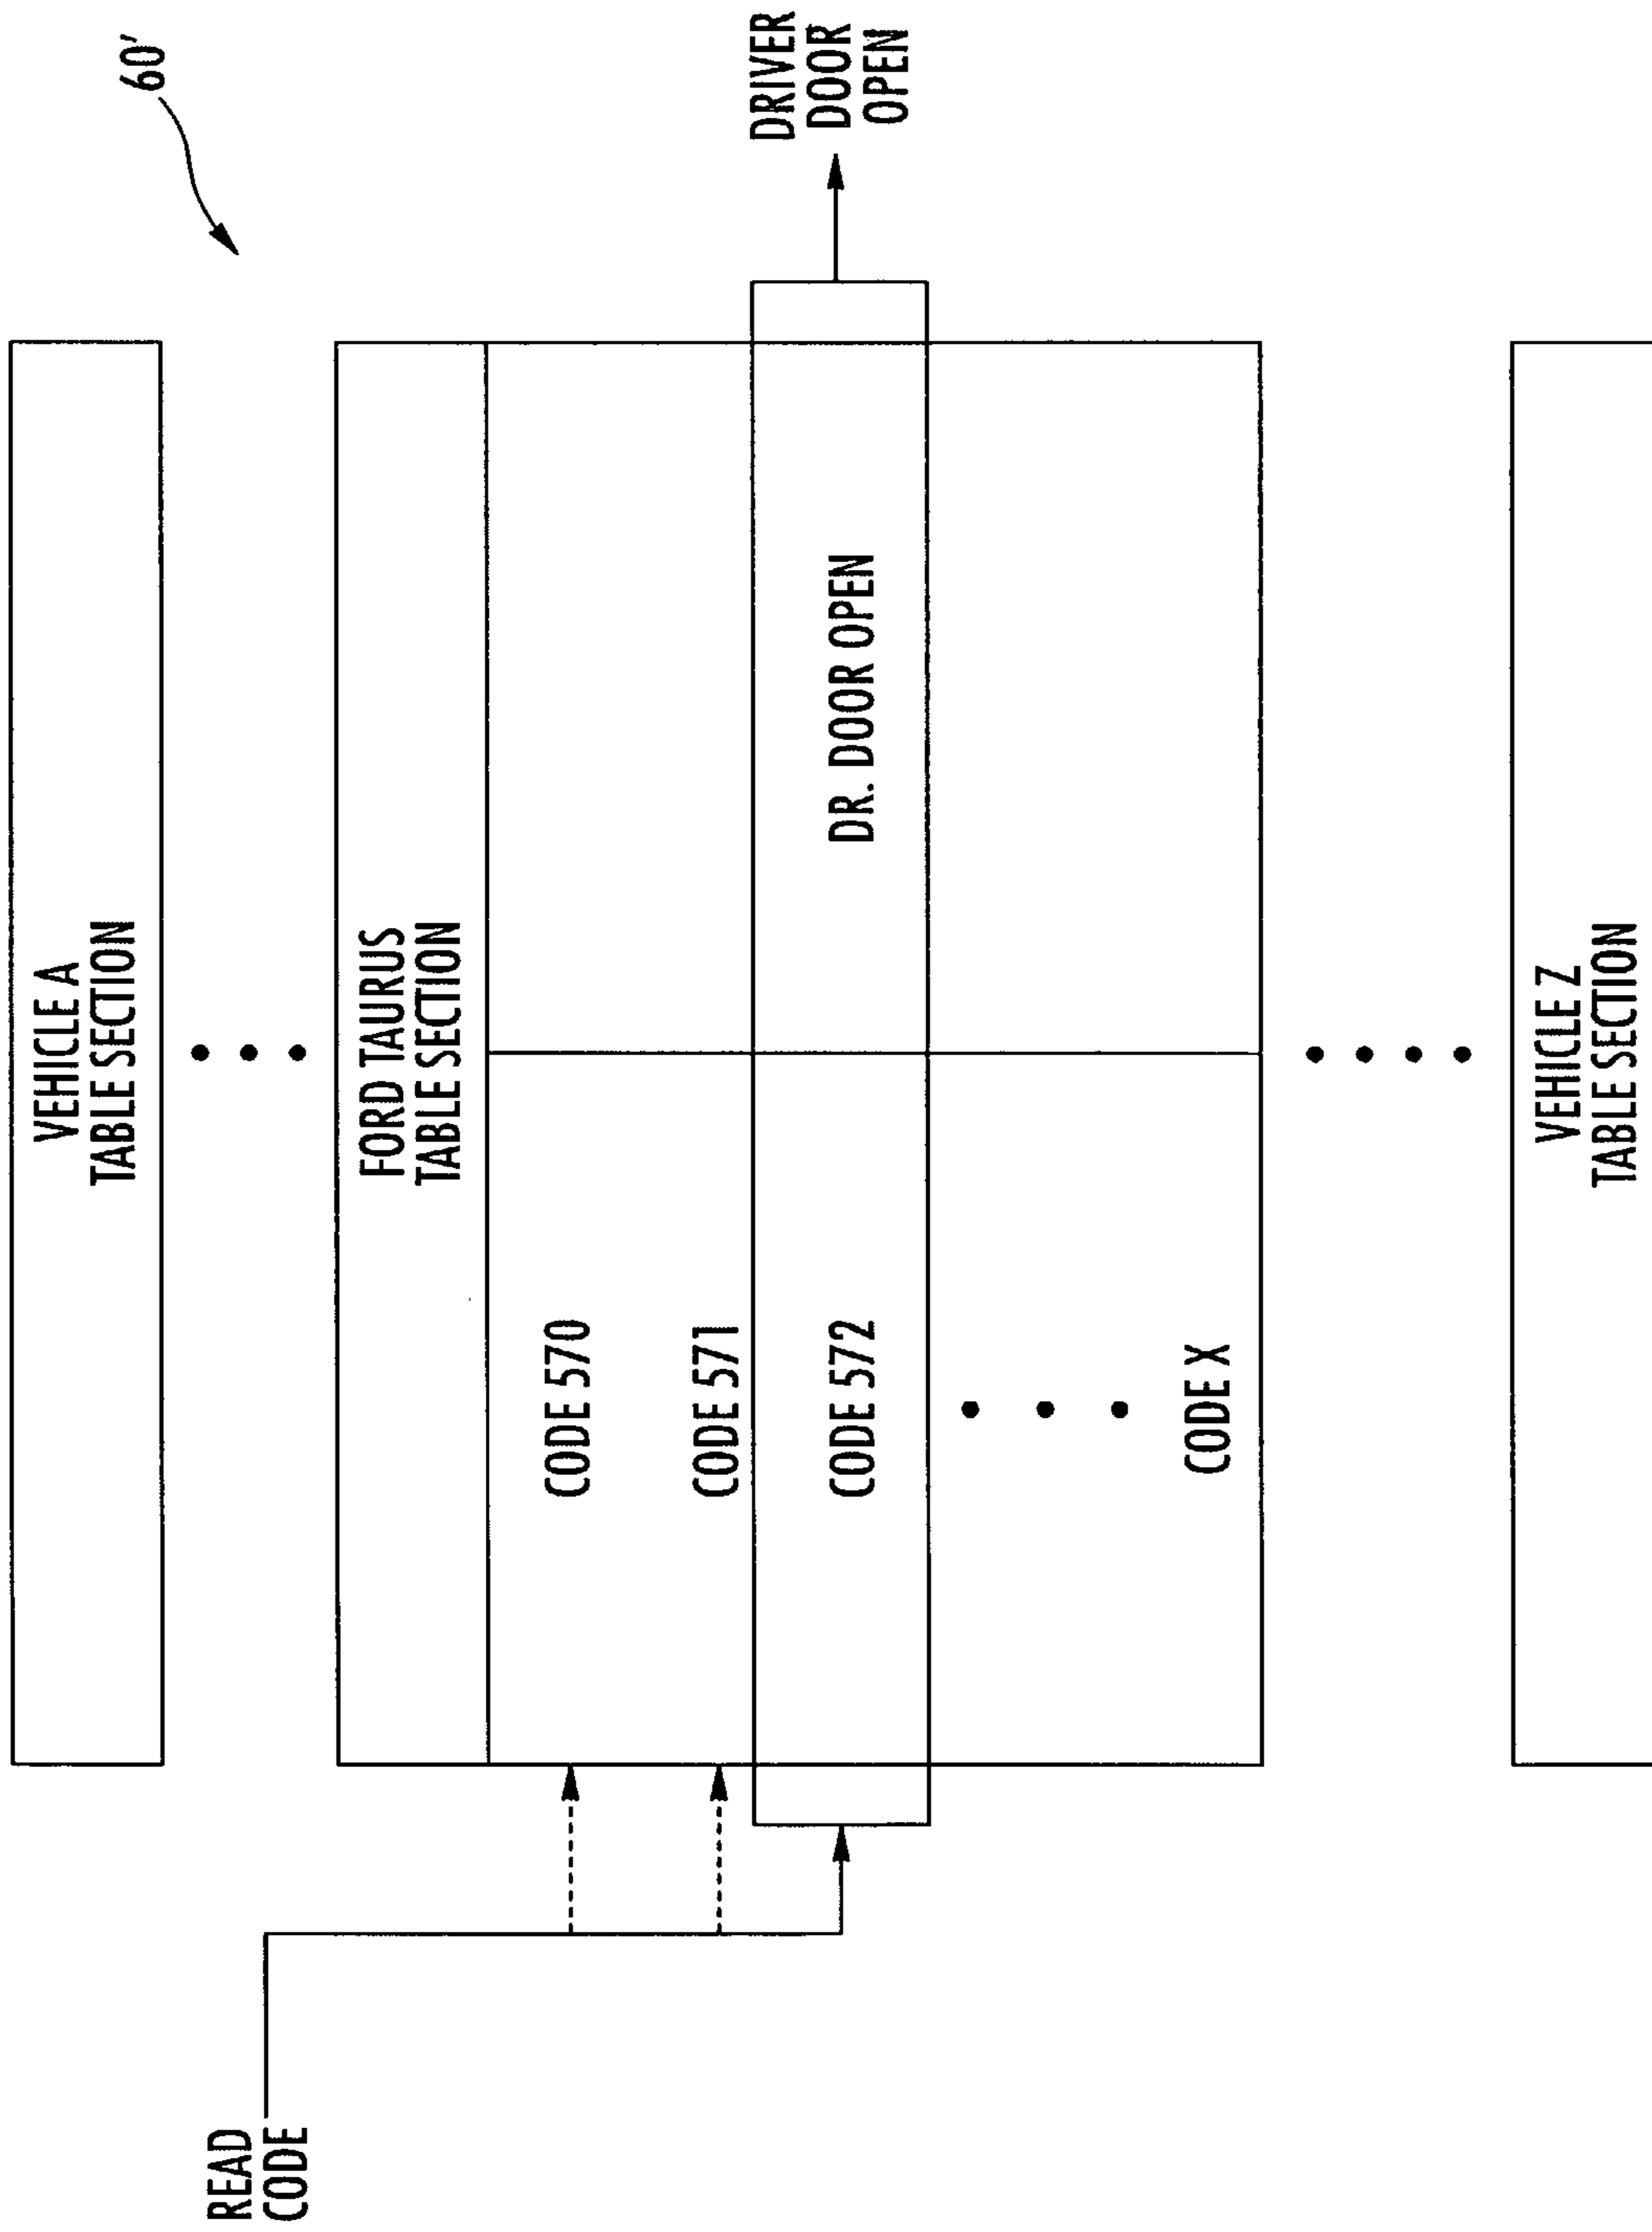 60'
VEHICLE A
TABLE SECTION
FORD TAURUS
TABLE SECTION
READ
CODE
CODE 570
CODE 571
CODE 572
DR. DOOR OPEN
DRIVER
DOOR
OPEN
CODE X
VEHICLE Z
TABLE SECTION